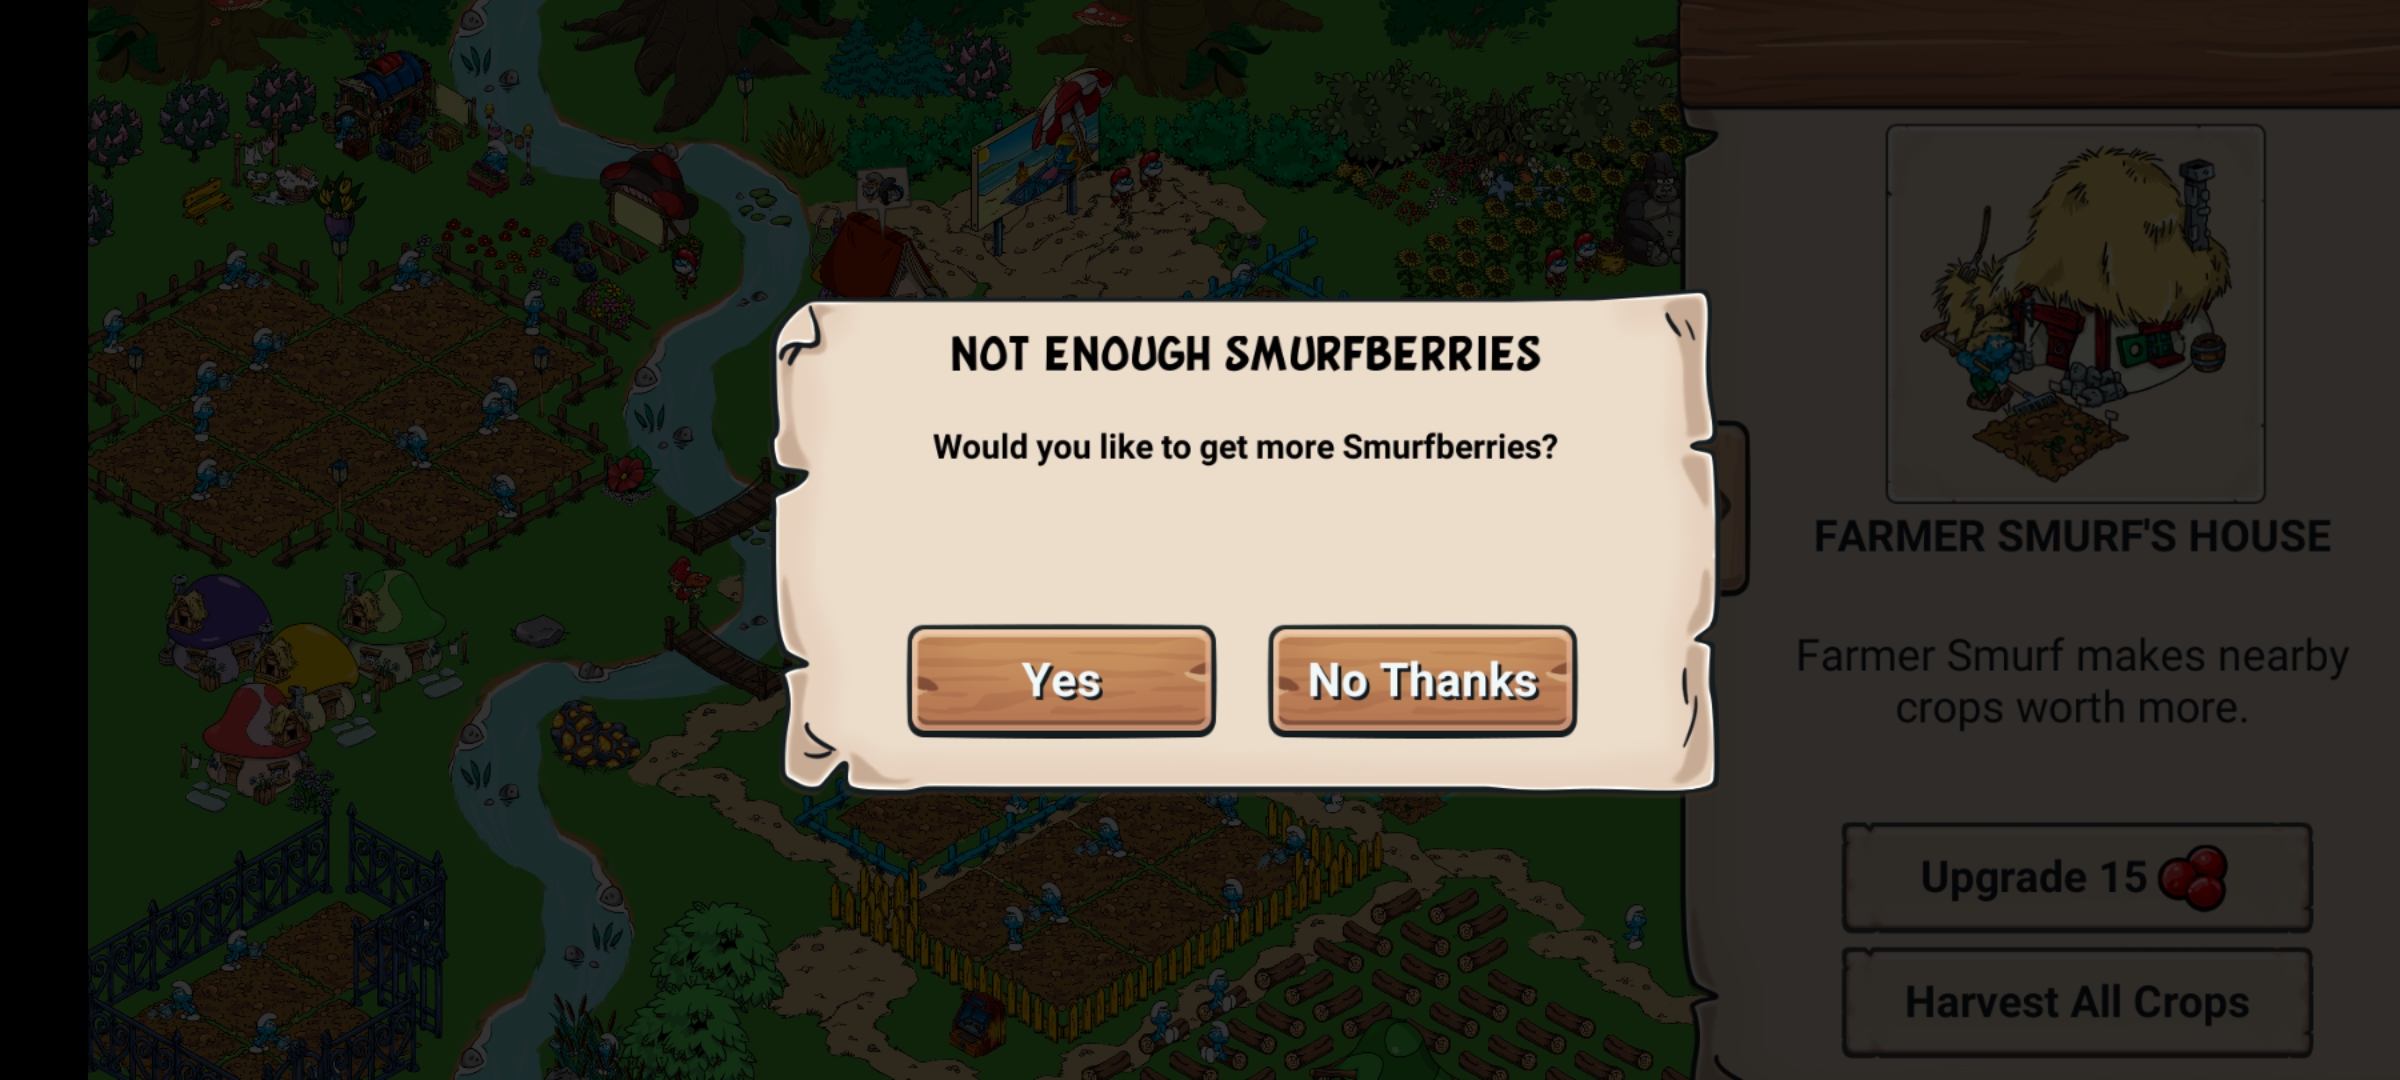 NOT ENOUGH SMURFBERRIES
Would you like to get more Smurfberries?
Yes
No Thanks
FARMER SMURF'S HOUSE
Farmer Smurf makes nearby
crops worth more.
Upgrade 15
Harvest All Crops